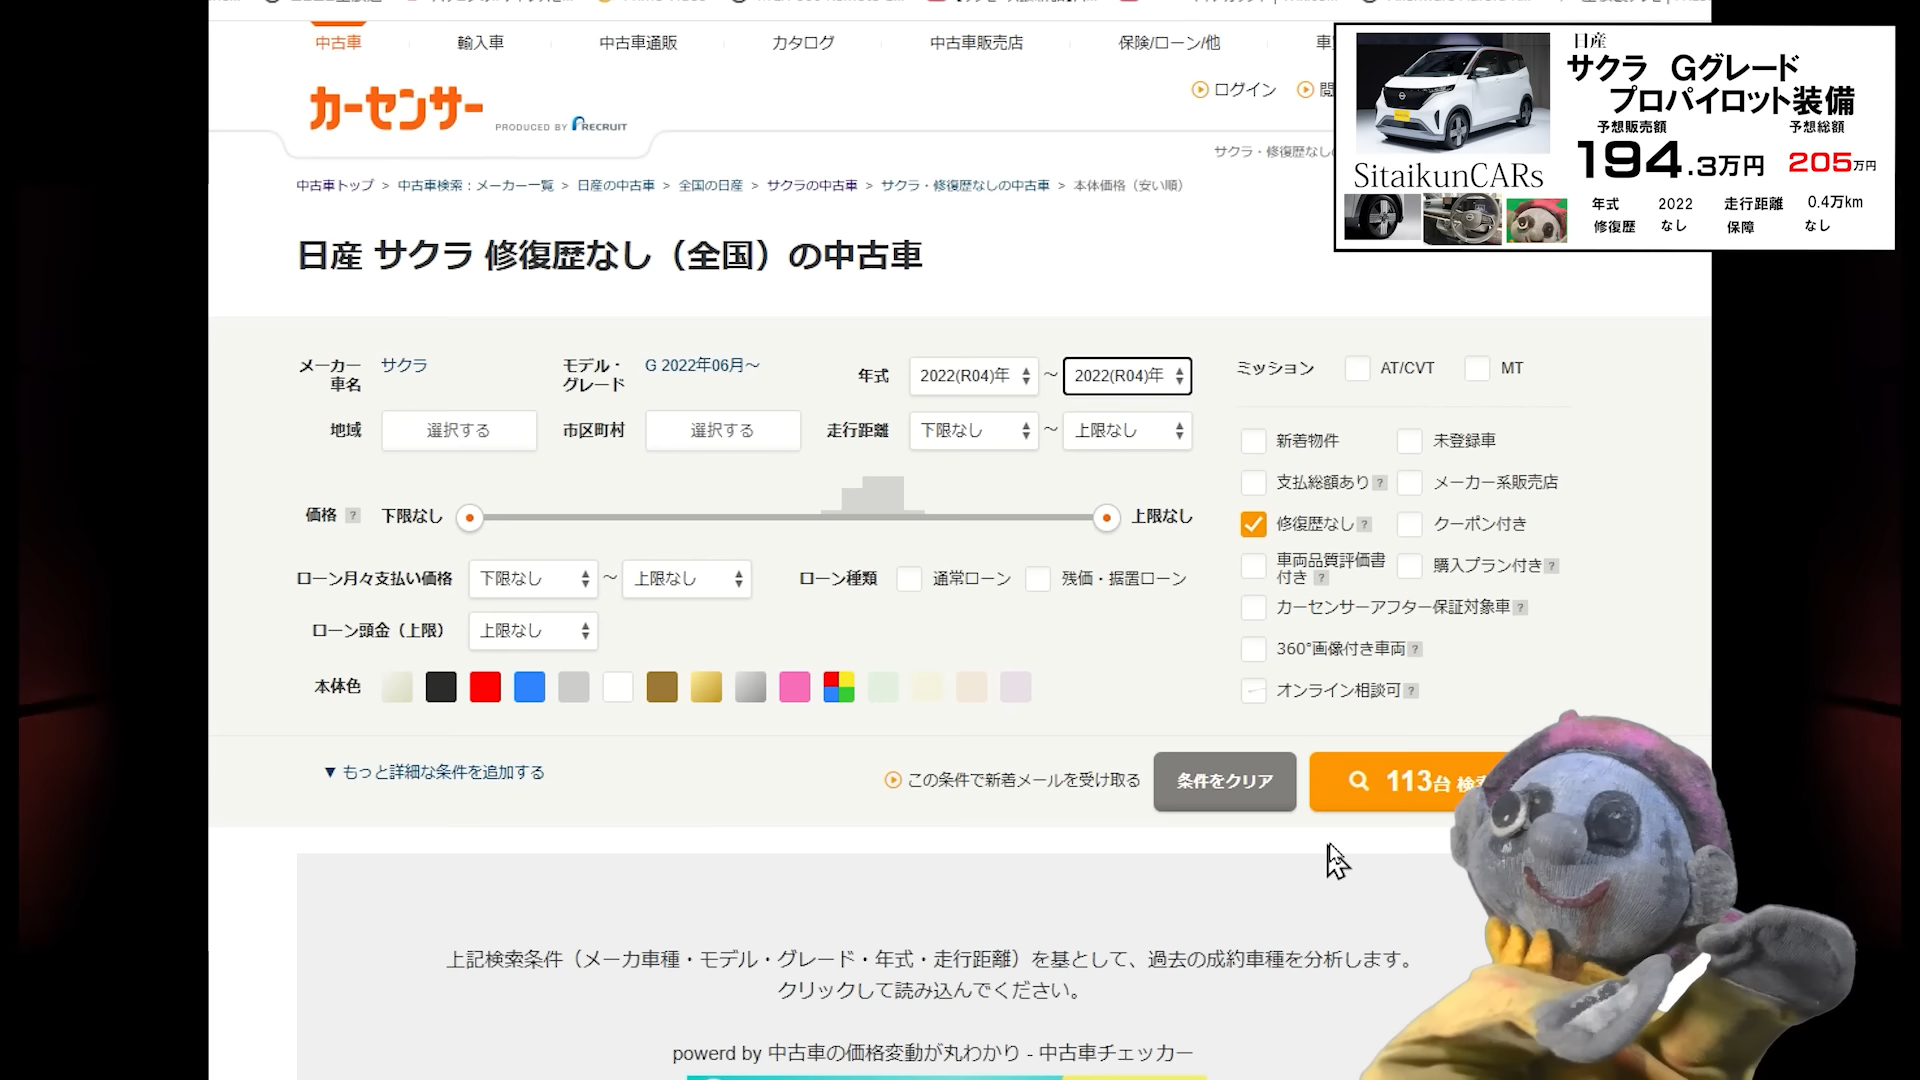 中古車
輸入車
中古車通販
カタログ
中古車販売店
保険/ローン/他
カーセンサー
PRODUCED BY RECRUIT
ログイン
サクラ・修復歴なし
中古車トップ > 中古車検索：メーカー一覧 > 日産の中古車 > 全国の日産 > サクラの中古車 > サクラ・修復歴なしの中古車 > 本体価格（安い順）
日産 サクラ 修復歴なし（全国）の中古車
日産
サクラ Gグレード
プロパイロット装備
予想販売額 予想総額
194.3万円 205万円
SitaikunCARs
年式 2022 走行距離 0.4万km
修復歴 なし 保障 なし
メーカー
車名
サクラ
モデル・
グレード
G 2022年06月～
年式 2022(R04)年 ～ 2022(R04)年
ミッション AT/CVT MT
地域 選択する
市区町村 選択する
走行距離 下限なし ～ 上限なし
新着物件 未登録車
支払総額あり ? メーカー系販売店
価格 ? 下限なし 上限なし
修復歴なし ? クーポン付き
車両品質評価書
付き ?
購入プラン付き ?
ローン月々支払い価格 下限なし ～ 上限なし
ローン種類 通常ローン 残価・据置ローン
カーセンサーアフター保証対象車 ?
ローン頭金（上限） 上限なし
360°画像付き車両 ?
本体色
オンライン相談可 ?
▼ もっと詳細な条件を追加する
この条件で新着メールを受け取る
条件をクリア
113台
上記検索条件（メーカ車種・モデル・グレード・年式・走行距離）を基として、過去の成約車種を分析します。
クリックして読み込んでください。
powerd by 中古車の価格変動が丸わかり - 中古車チェッカー